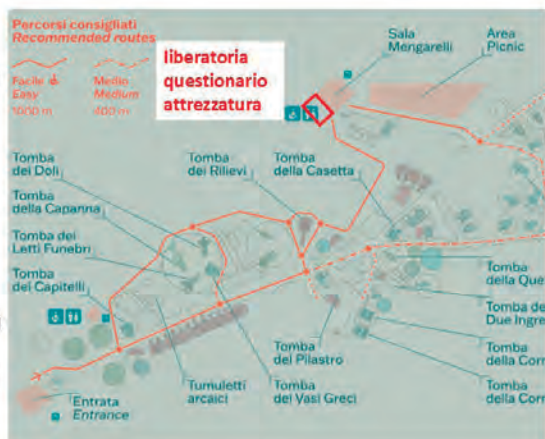 Percorsi consigliati
Recommended routes
Facile
Easy
1000 m
Medio
Medium
400 m
liberatoria
questionario
attrezzatura
Sala
Mengarelli
Area
Picnic
Tomba
dei Doli
Tomba
della Capanna
Tomba dei
Letti Funebri
Tomba
dei Capitelli
Tomba
dei Rilievi
Tomba
della Casetta
Tomba
della Que
Tomba de
Due Ingre
Tomba
della Corn
Tomba
della Corn
Tomba
del Pilastro
Tomba
dei Vasi Greci
Tumuletti
arcaici
Entrata
Entrance